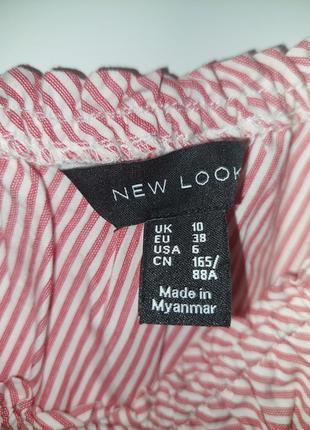 NEW LOOK
UK 10
EU 38
USA 6
CN 165/
88A
Made in
Myanmar